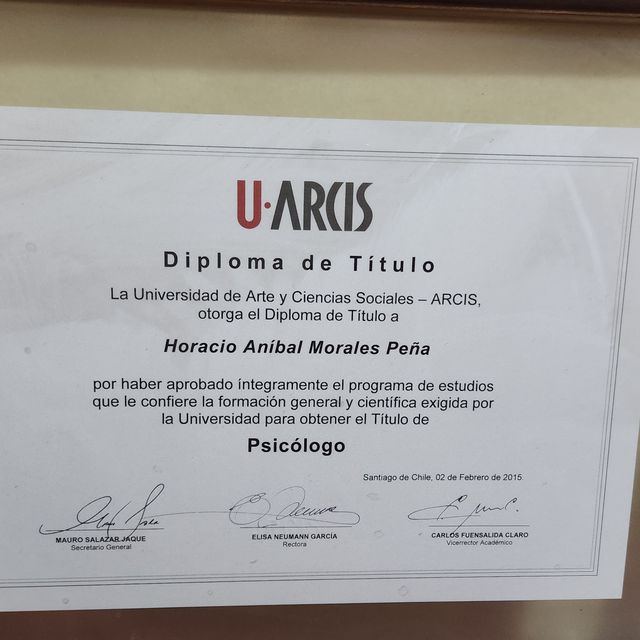 U·ARCIS
Diploma de Título
La Universidad de Arte y Ciencias Sociales – ARCIS,
otorga el Diploma de Título a
Horacio Aníbal Morales Peña
por haber aprobado íntegramente el programa de estudios
que le confiere la formación general y científica exigida por
la Universidad para obtener el Título de
Psicólogo
Santiago de Chile, 02 de Febrero de 2015.
MAURO SALAZAR JAQUE
Secretario General
ELISA NEUMANN GARCÍA
Rectora
CARLOS FUENSALIDA CLARO
Vicerrector Académico